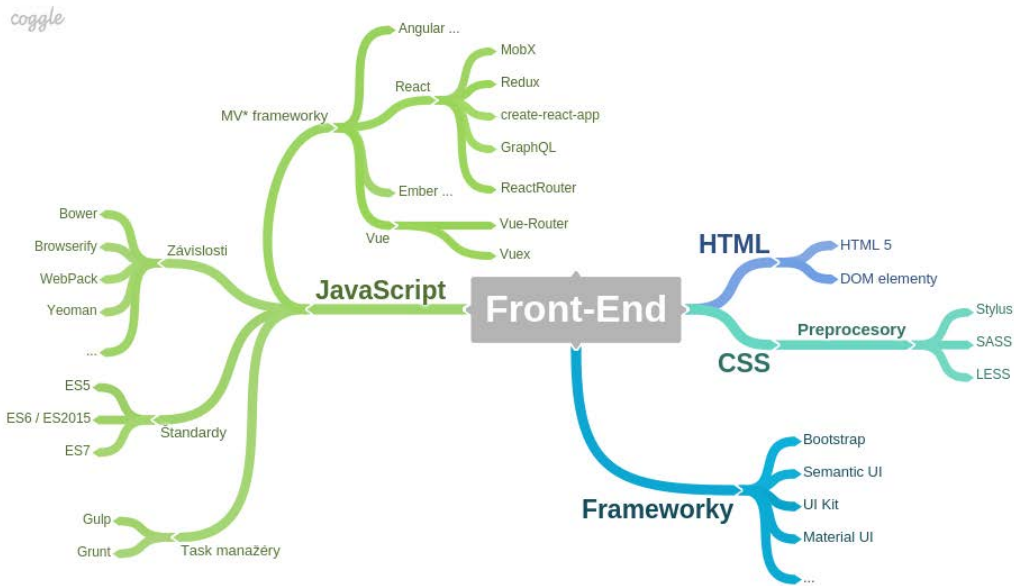 coggle
Angular ...
MobX
React
Redux
MV* frameworky
create-react-app
GraphQL
Ember ...
ReactRouter
Vue
Vue-Router
Vuex
Bower
Závislosti
Browserify
WebPack
Yeoman
...
JavaScript
Front-End
HTML
HTML 5
DOM elementy
CSS
Preprocesory
Stylus
SASS
LESS
ES5
ES6 / ES2015
Štandardy
ES7
Gulp
Grunt
Task manažéry
Frameworky
Bootstrap
Semantic UI
UI Kit
Material UI
...